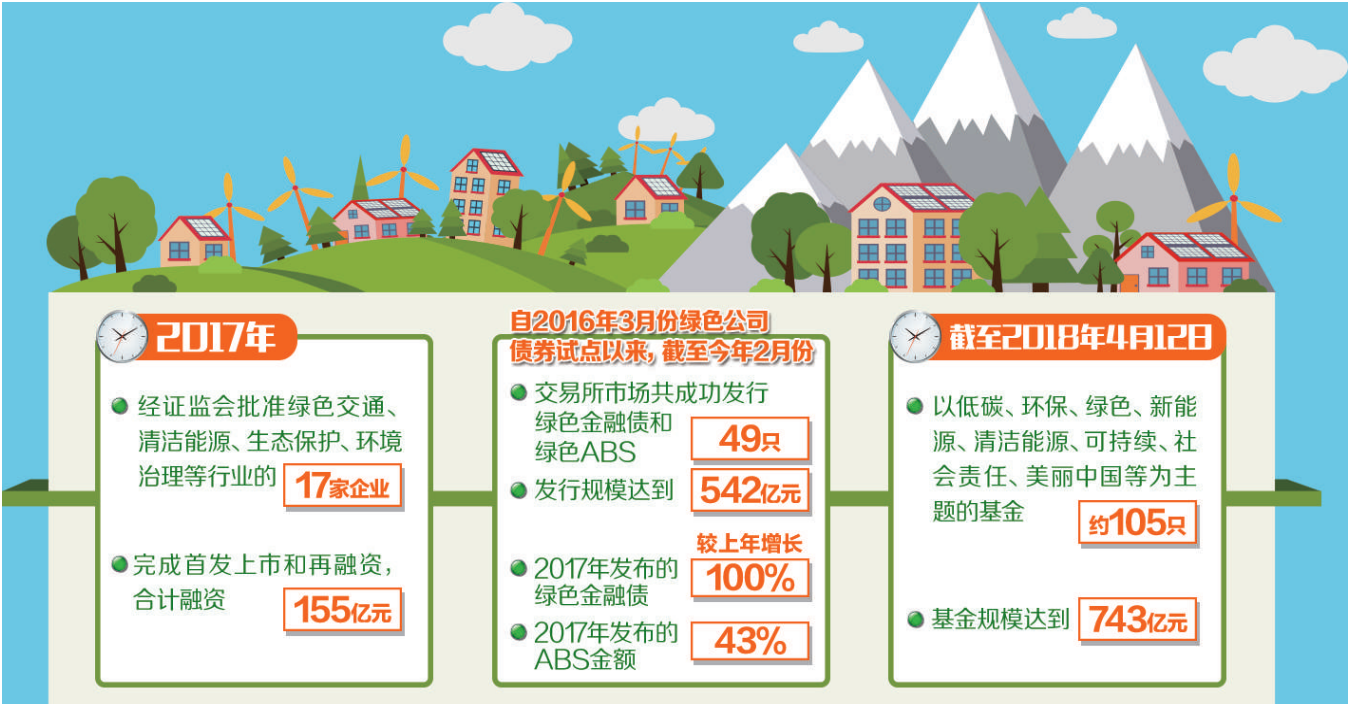 2017年
经证监会批准绿色交通、
清洁能源、生态保护、环境
治理等行业的 17家企业
完成首发上市和再融资，
合计融资 155亿元
自2016年3月份绿色公司
债券试点以来，截至今年2月份
交易所市场共成功发行
绿色金融债和
绿色ABS 49只
发行规模达到 542亿元
较上年增长
2017年发布的
绿色金融债 100%
2017年发布的
ABS金额 43%
截至2018年4月12日
以低碳、环保、绿色、新能
源、清洁能源、可持续、社
会责任、美丽中国等为主
题的基金 约105只
基金规模达到 743亿元